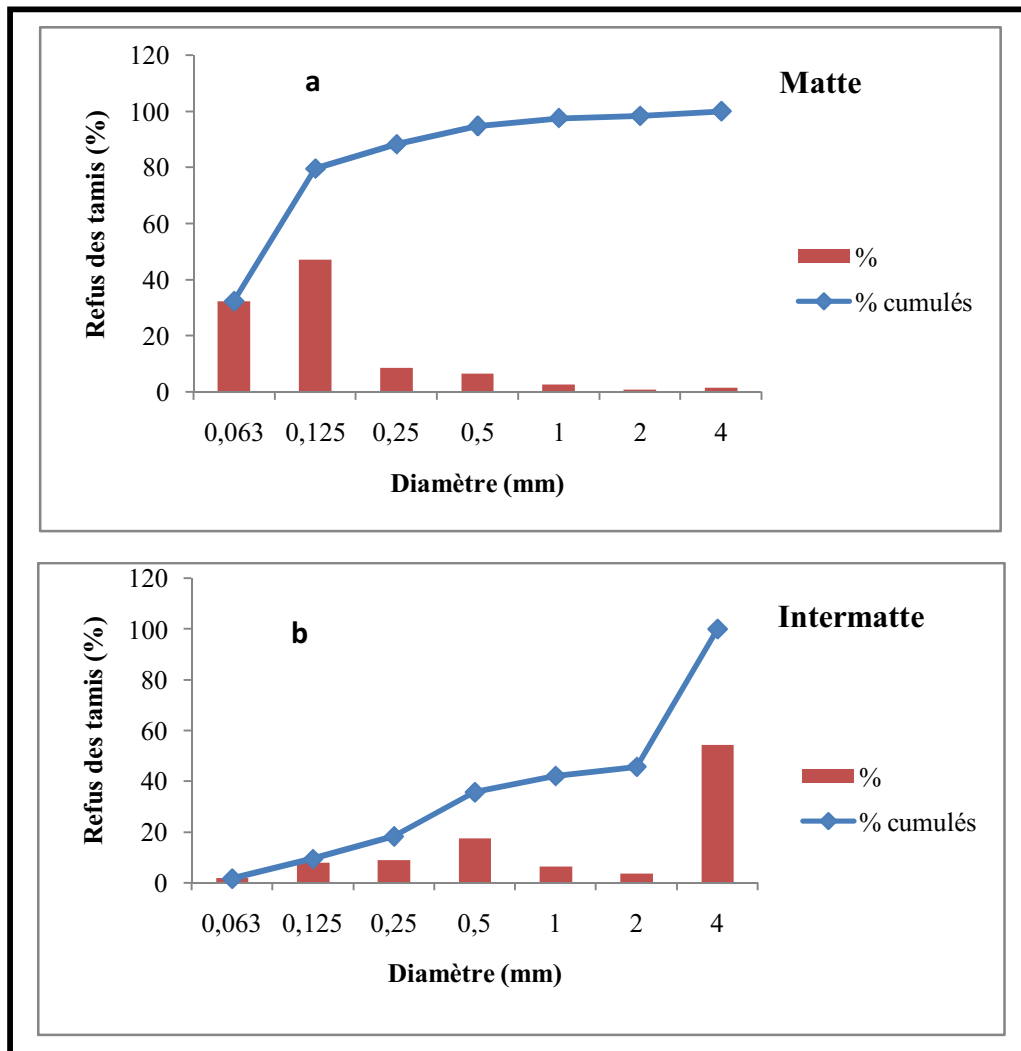 a
Matte
Refus des tamis (%)
120
100
80
60
40
20
0
0,063 0,125 0,25 0,5 1 2 4
Diamètre (mm)
%
% cumulés
b
Intermatte
Refus des tamis (%)
120
100
80
60
40
20
0
0,063 0,125 0,25 0,5 1 2 4
Diamètre (mm)
%
% cumulés